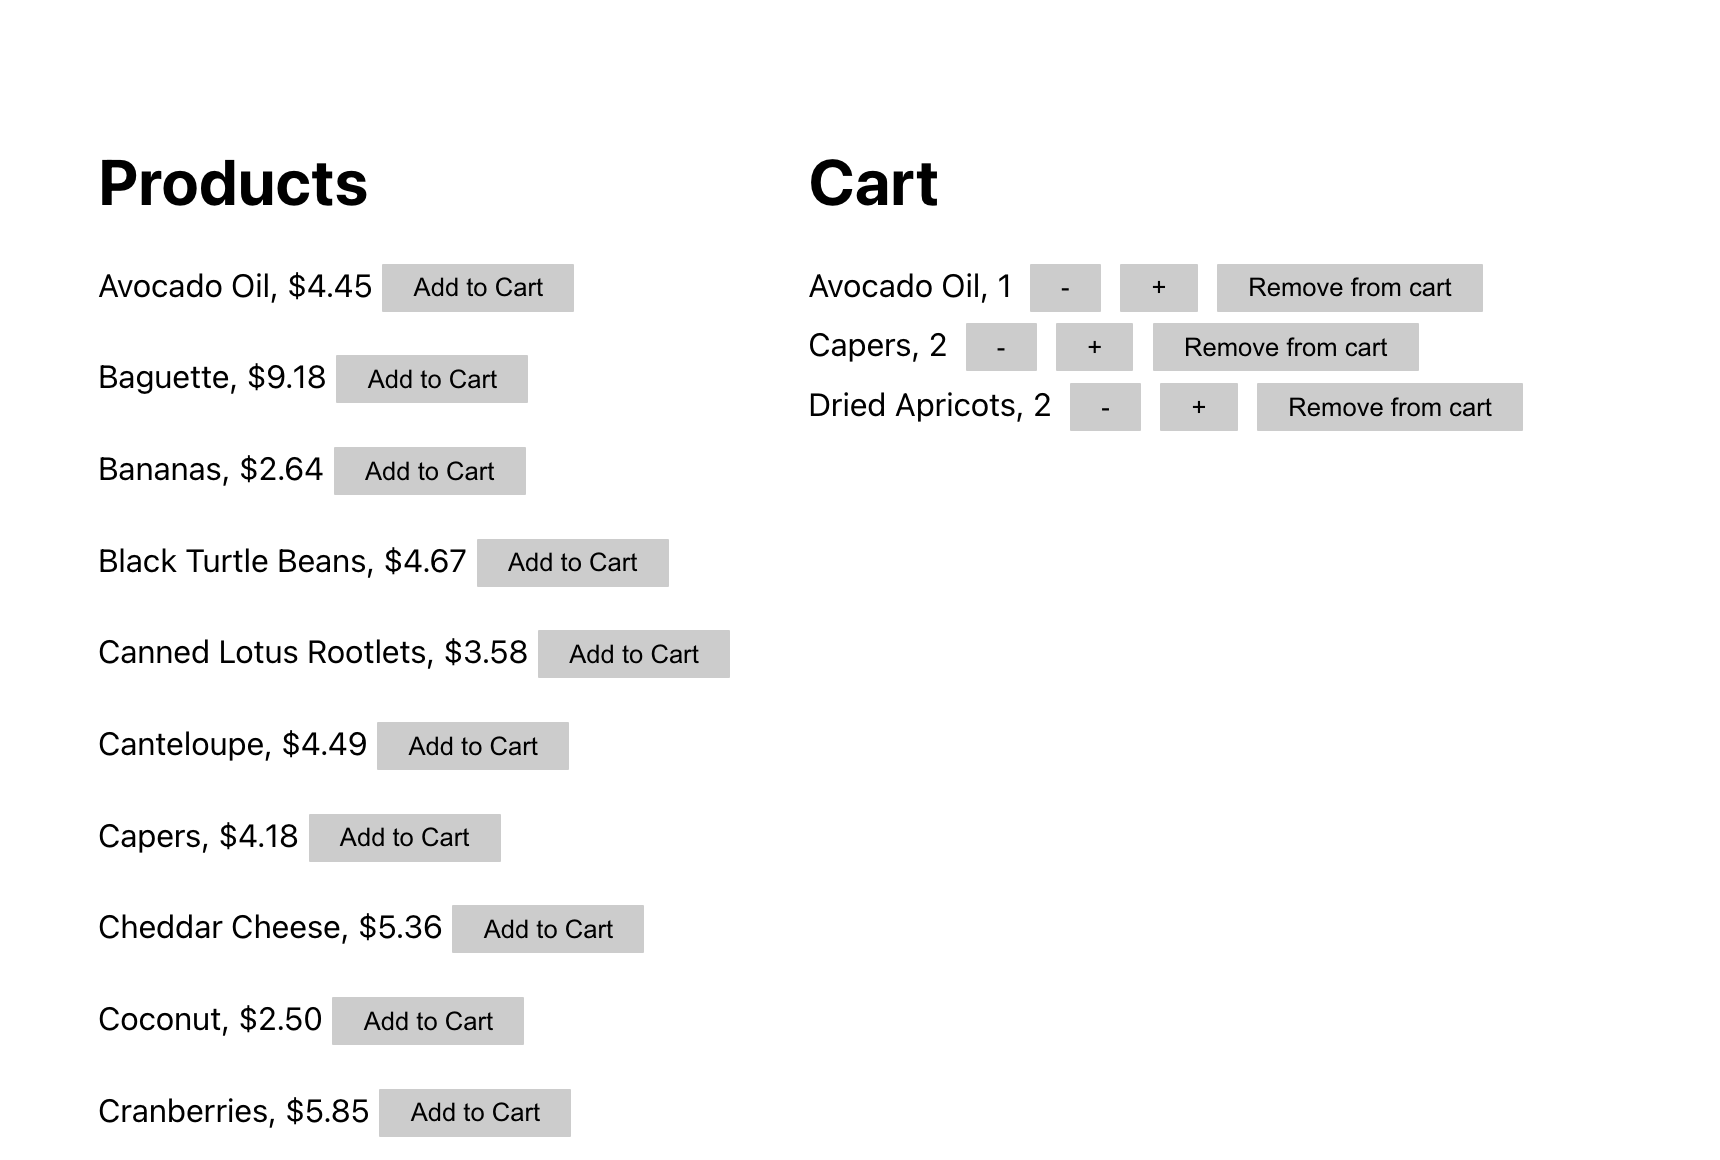 Products
Avocado Oil, $4.45 Add to Cart
Baguette, $9.18 Add to Cart
Bananas, $2.64 Add to Cart
Black Turtle Beans, $4.67 Add to Cart
Canned Lotus Rootlets, $3.58 Add to Cart
Canteloupe, $4.49 Add to Cart
Capers, $4.18 Add to Cart
Cheddar Cheese, $5.36 Add to Cart
Coconut, $2.50 Add to Cart
Cranberries, $5.85 Add to Cart
Cart
Avocado Oil, 1 - + Remove from cart
Capers, 2 - + Remove from cart
Dried Apricots, 2 - + Remove from cart